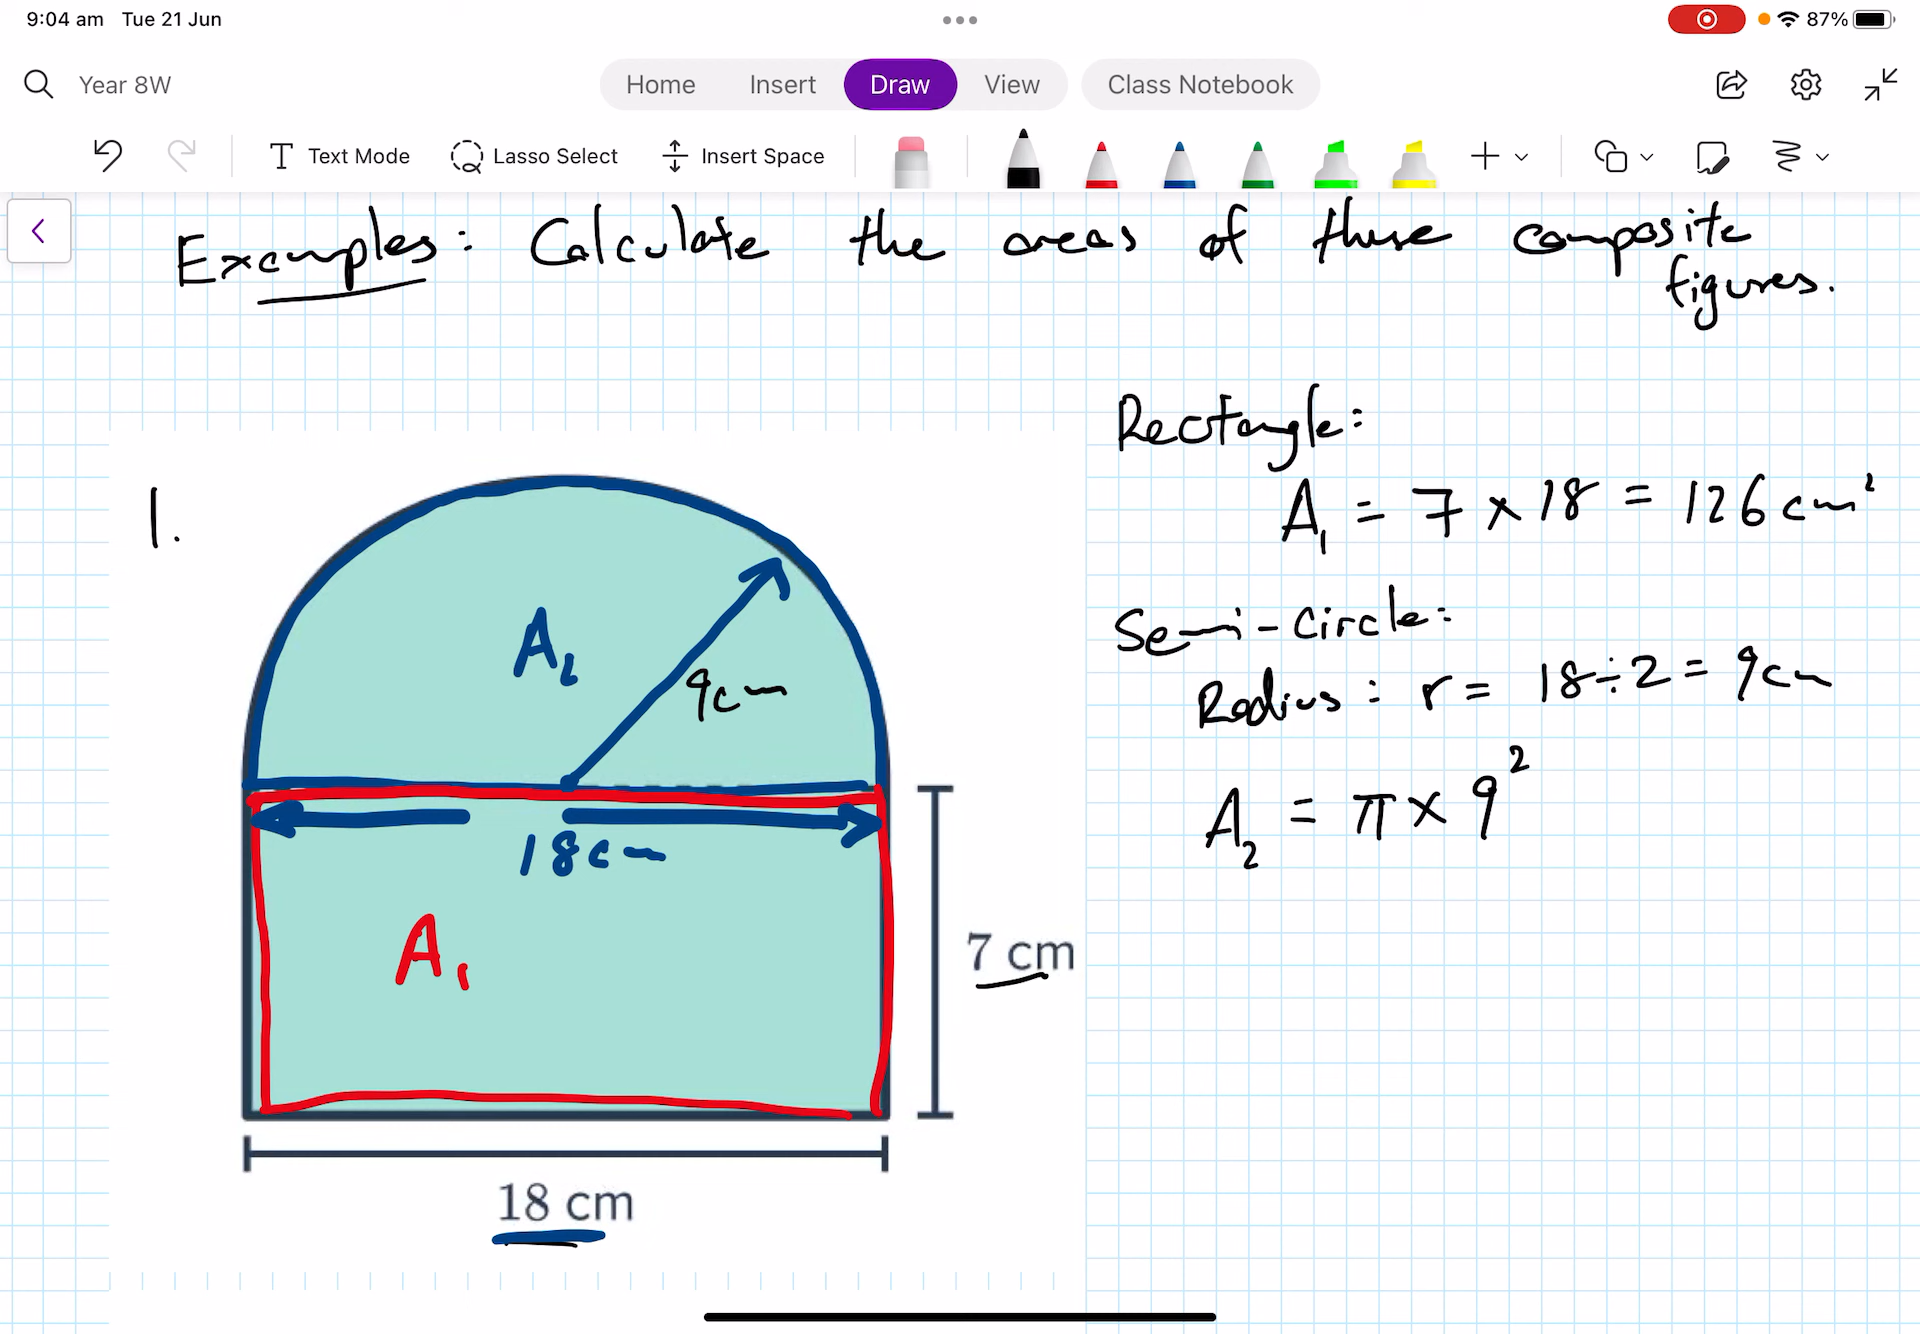 9:04 am Tue 21 Jun
87%
Year 8W
Home Insert Draw View Class Notebook
Text Mode Lasso Select Insert Space
Examples: Calculate the areas of these composite
figures.
1.
Rectangle:
A₁ = 7 × 18 = 126 cm²
Semi-Circle:
Radius: r = 18 ÷ 2 = 9cm
A₂ = π × 9²
A₂
9cm
18cm
A₁
7 cm
18 cm